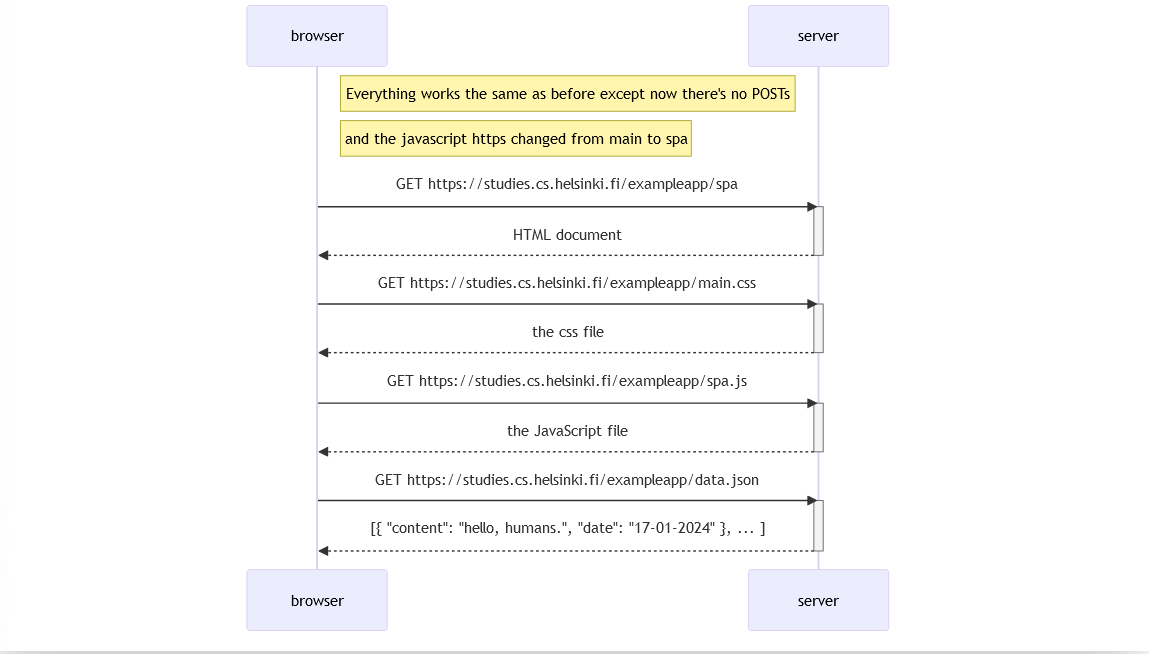 browser
server
Everything works the same as before except now there's no POSTs
and the javascript https changed from main to spa
GET https://studies.cs.helsinki.fi/exampleapp/spa
HTML document
GET https://studies.cs.helsinki.fi/exampleapp/main.css
the css file
GET https://studies.cs.helsinki.fi/exampleapp/spa.js
the JavaScript file
GET https://studies.cs.helsinki.fi/exampleapp/data.json
[{ "content": "hello, humans.", "date": "17-01-2024" }, ... ]
browser
server